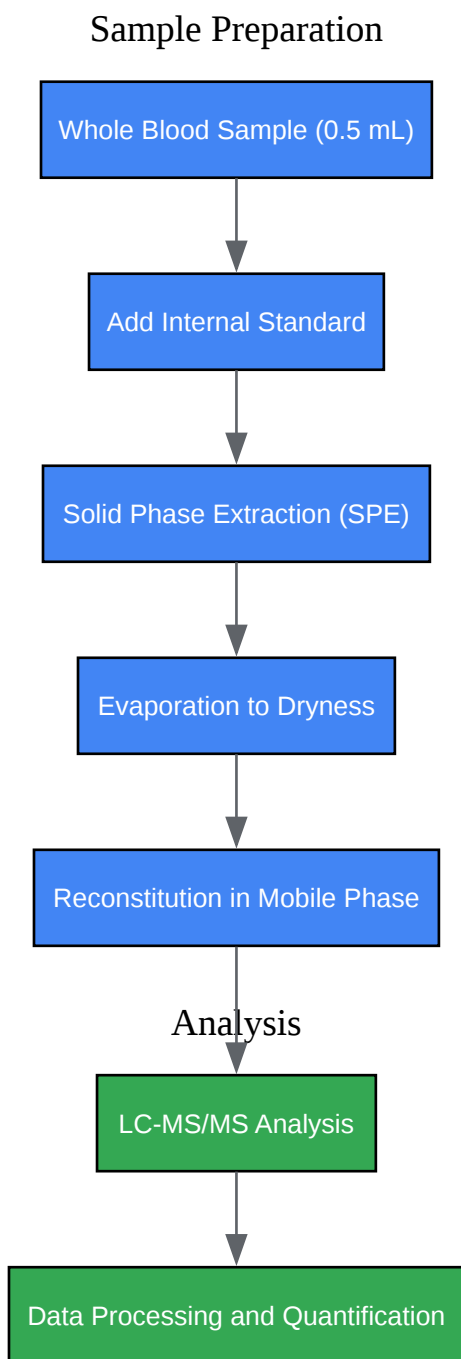 Sample Preparation
Whole Blood Sample (0.5 mL)
Add Internal Standard
Solid Phase Extraction (SPE)
Evaporation to Dryness
Reconstitution in Mobile Phase
Analysis
LC-MS/MS Analysis
Data Processing and Quantification